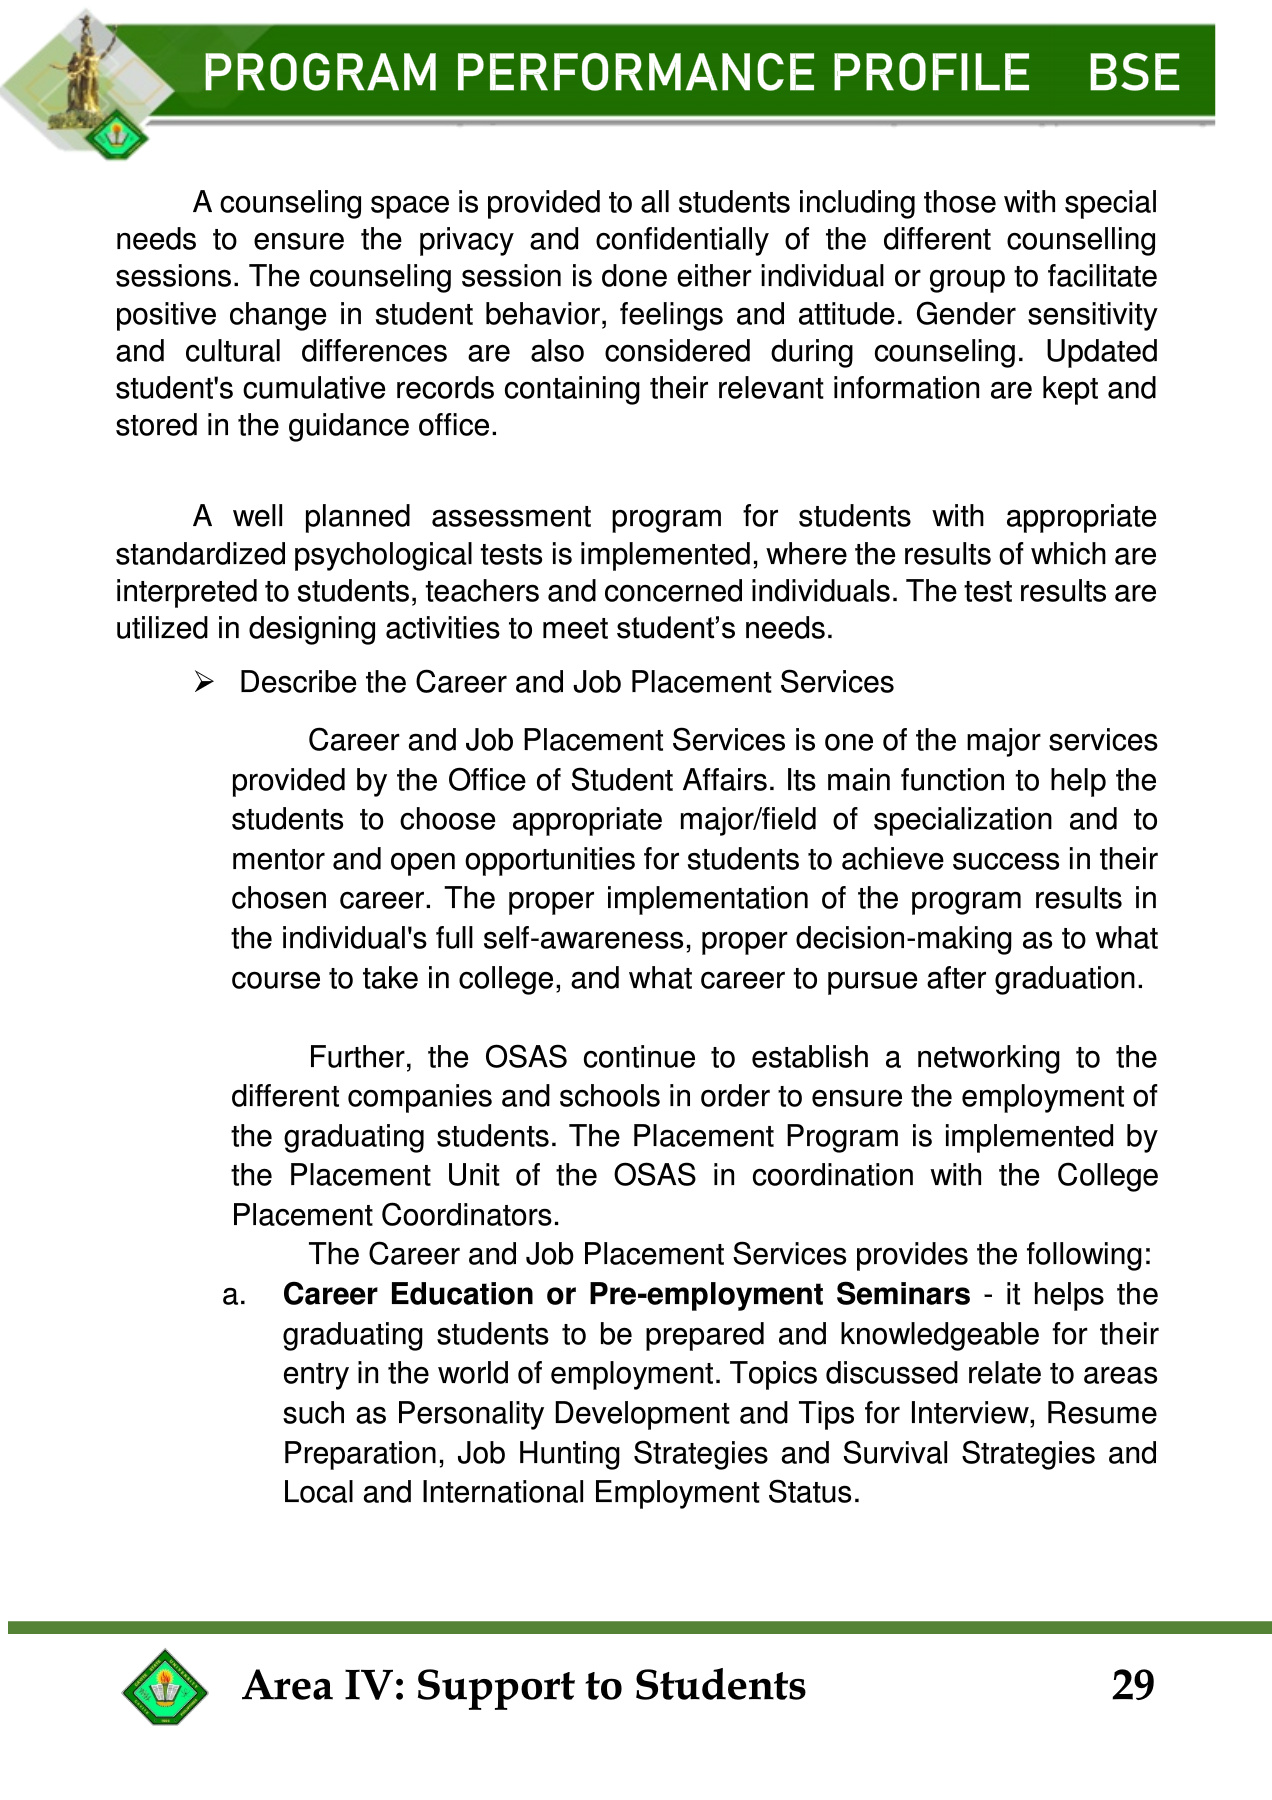 PROGRAM PERFORMANCE PROFILE BSE
A counseling space is provided to all students including those with special
needs to ensure the privacy and confidentially of the different counselling
sessions. The counseling session is done either individual or group to facilitate
positive change in student behavior, feelings and attitude. Gender sensitivity
and cultural differences are also considered during counseling. Updated
student's cumulative records containing their relevant information are kept and
stored in the guidance office.
A well planned assessment program for students with appropriate
standardized psychological tests is implemented, where the results of which are
interpreted to students, teachers and concerned individuals. The test results are
utilized in designing activities to meet student’s needs.
➢ Describe the Career and Job Placement Services
Career and Job Placement Services is one of the major services
provided by the Office of Student Affairs. Its main function to help the
students to choose appropriate major/field of specialization and to
mentor and open opportunities for students to achieve success in their
chosen career. The proper implementation of the program results in
the individual's full self-awareness, proper decision-making as to what
course to take in college, and what career to pursue after graduation.
Further, the OSAS continue to establish a networking to the
different companies and schools in order to ensure the employment of
the graduating students. The Placement Program is implemented by
the Placement Unit of the OSAS in coordination with the College
Placement Coordinators.
The Career and Job Placement Services provides the following:
a. Career Education or Pre-employment Seminars - it helps the
graduating students to be prepared and knowledgeable for their
entry in the world of employment. Topics discussed relate to areas
such as Personality Development and Tips for Interview, Resume
Preparation, Job Hunting Strategies and Survival Strategies and
Local and International Employment Status.
Area IV: Support to Students 29